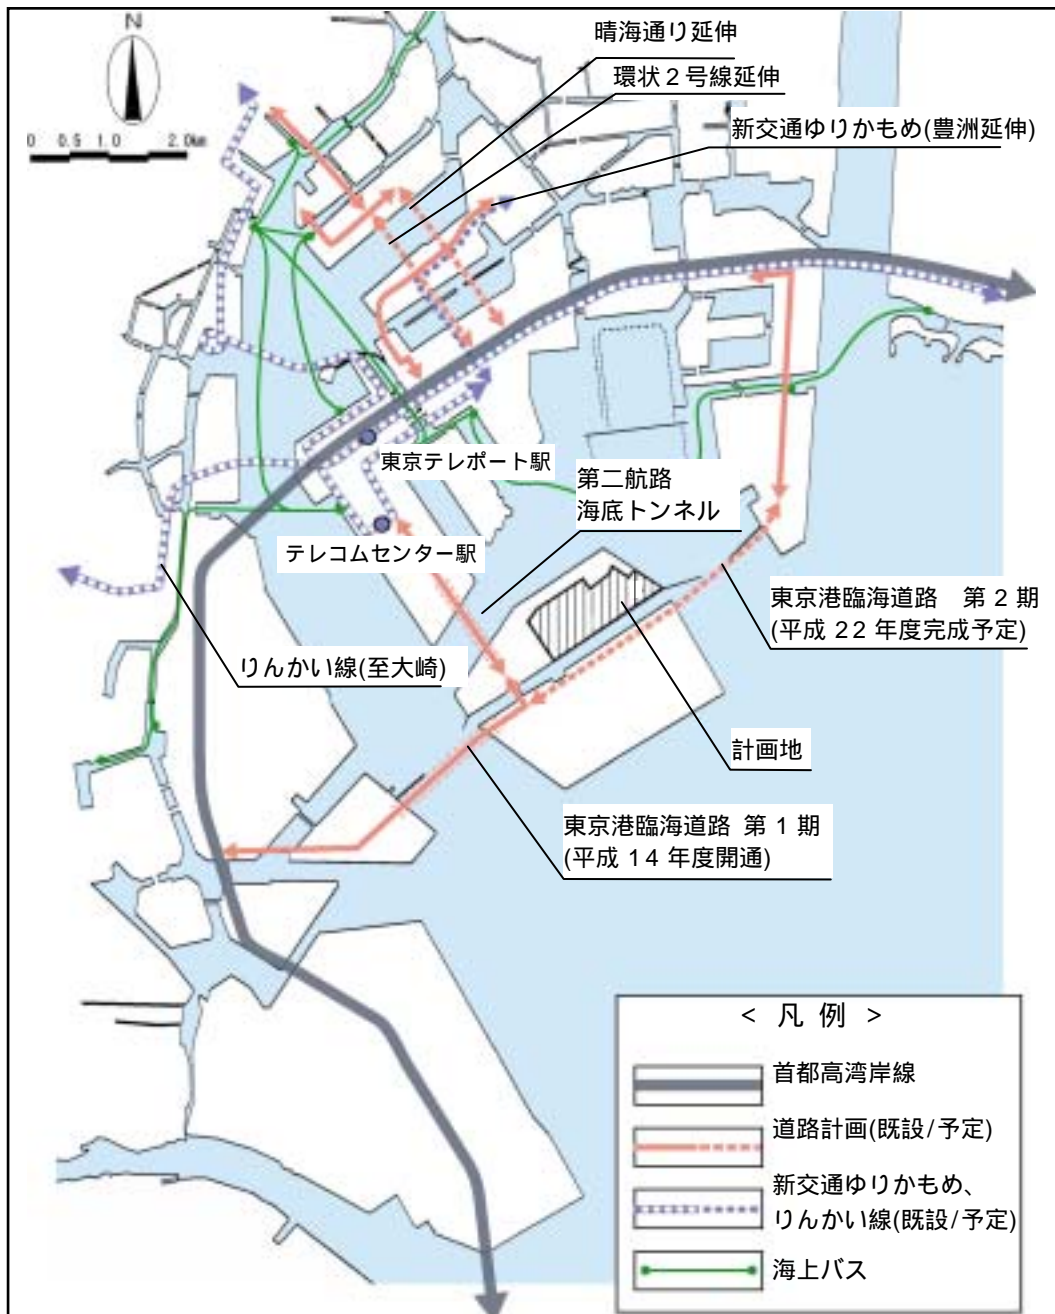 N
0 0.5 1.0 2.0km
晴海通り延伸
環状２号線延伸
新交通ゆりかもめ(豊洲延伸)
東京テレポート駅
第二航路
海底トンネル
テレコムセンター駅
東京港臨海道路　第 2 期
(平成 22 年度完成予定)
りんかい線(至大崎)
計画地
東京港臨海道路 第 1 期
(平成 14 年度開通)
< 凡 例 >
首都高湾岸線
道路計画(既設/予定)
新交通ゆりかもめ、
りんかい線(既設/予定)
海上バス